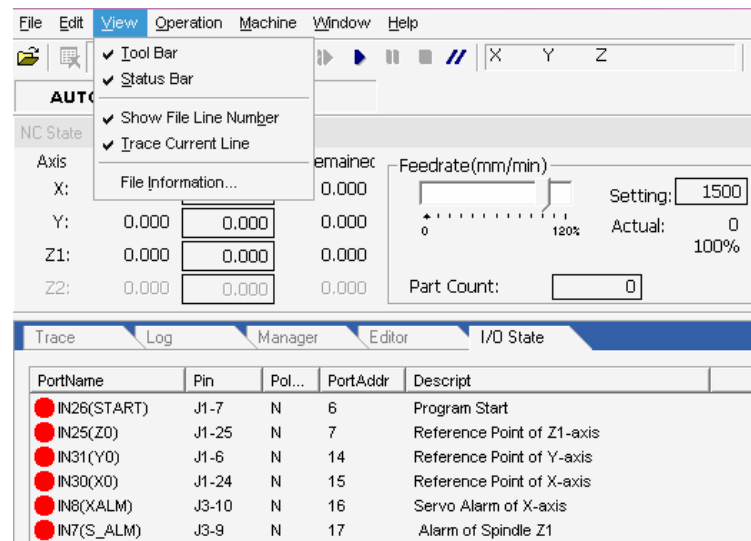 File Edit View Operation Machine Window Help
Tool Bar
X Y Z
Status Bar
AUTO
Show File Line Number
NC State
Trace Current Line
Axis
Feedrate(mm/min)
File Information...
X: 0.000 Setting: 1500
Y: 0.000 0.000 0.000 0 120% Actual: 0
100%
Z1: 0.000 0.000 0.000
Z2: 0.000 0.000 0.000 Part Count: 0
Trace Log Manager Editor I/O State
PortName Pin Pol... PortAddr Descript
IN26(START) J1-7 N 6 Program Start
IN25(Z0) J1-25 N 7 Reference Point of Z1-axis
IN31(Y0) J1-6 N 14 Reference Point of Y-axis
IN30(X0) J1-24 N 15 Reference Point of X-axis
IN8(XALM) J3-10 N 16 Servo Alarm of X-axis
IN7(S_ALM) J3-9 N 17 Alarm of Spindle Z1